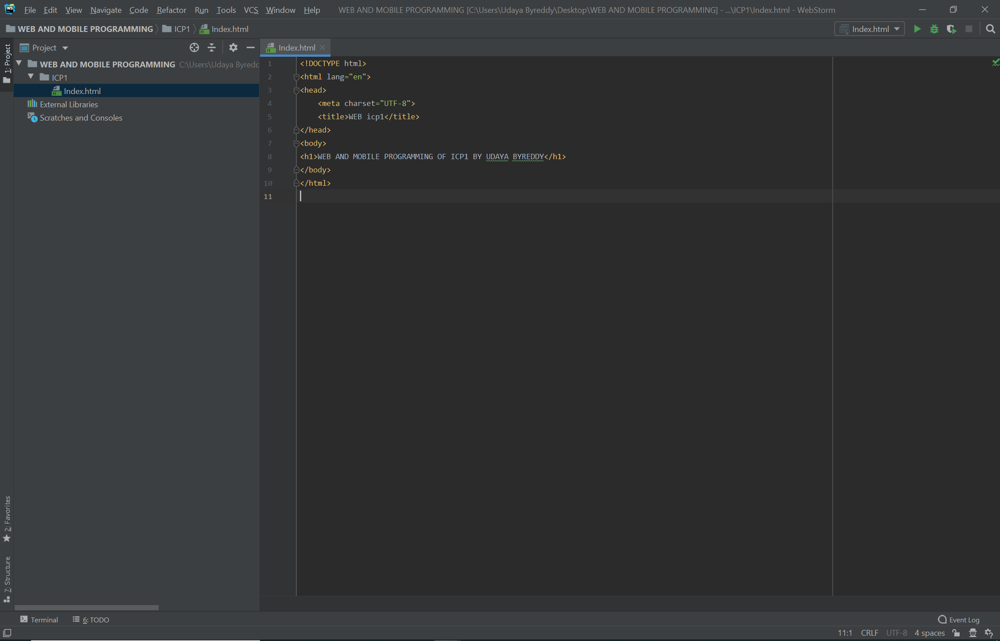 WS File Edit View Navigate Code Refactor Run Tools VCS Window Help WEB AND MOBILE PROGRAMMING [C:\Users\Udaya Byreddy\Desktop\WEB AND MOBILE PROGRAMMING] - ...\ICP1\Index.html - WebStorm
WEB AND MOBILE PROGRAMMING ICP1 Index.html Index.html
1: Project
Project
WEB AND MOBILE PROGRAMMING C:\Users\Udaya Byredd
ICP1
Index.html
External Libraries
Scratches and Consoles
Index.html
1 <!DOCTYPE html>
2 <html lang="en">
3 <head>
4 <meta charset="UTF-8">
5 <title>WEB icp1</title>
6 </head>
7 <body>
8 <h1>WEB AND MOBILE PROGRAMMING OF ICP1 BY UDAYA BYREDDY</h1>
9 </body>
10 </html>
11
2: Favorites
7: Structure
Terminal 6: TODO Event Log
11:1 CRLF UTF-8 4 spaces